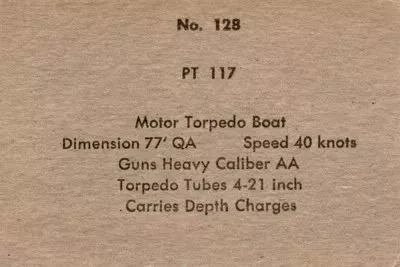 No. 128
PT 117
Motor Torpedo Boat
Dimension 77' QA Speed 40 knots
Guns Heavy Caliber AA
Torpedo Tubes 4-21 inch
Carries Depth Charges